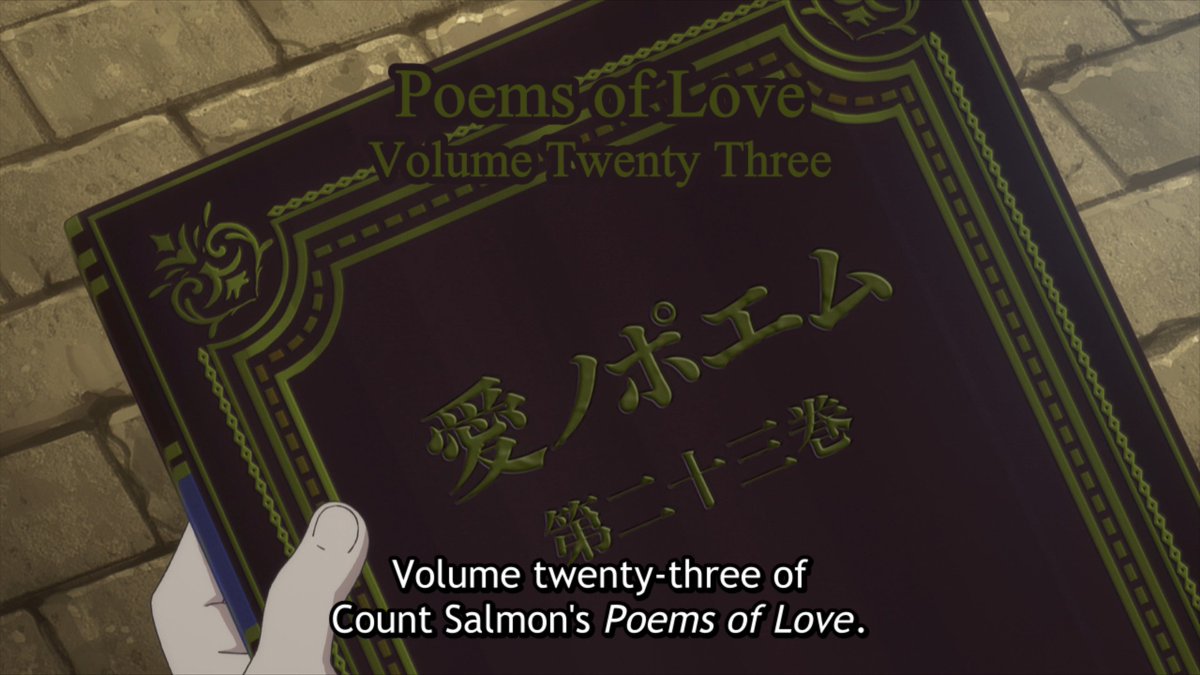 Poems of Love
Volume Twenty Three
愛ノポエム
第二十三巻
Volume twenty-three of
Count Salmon's Poems of Love.